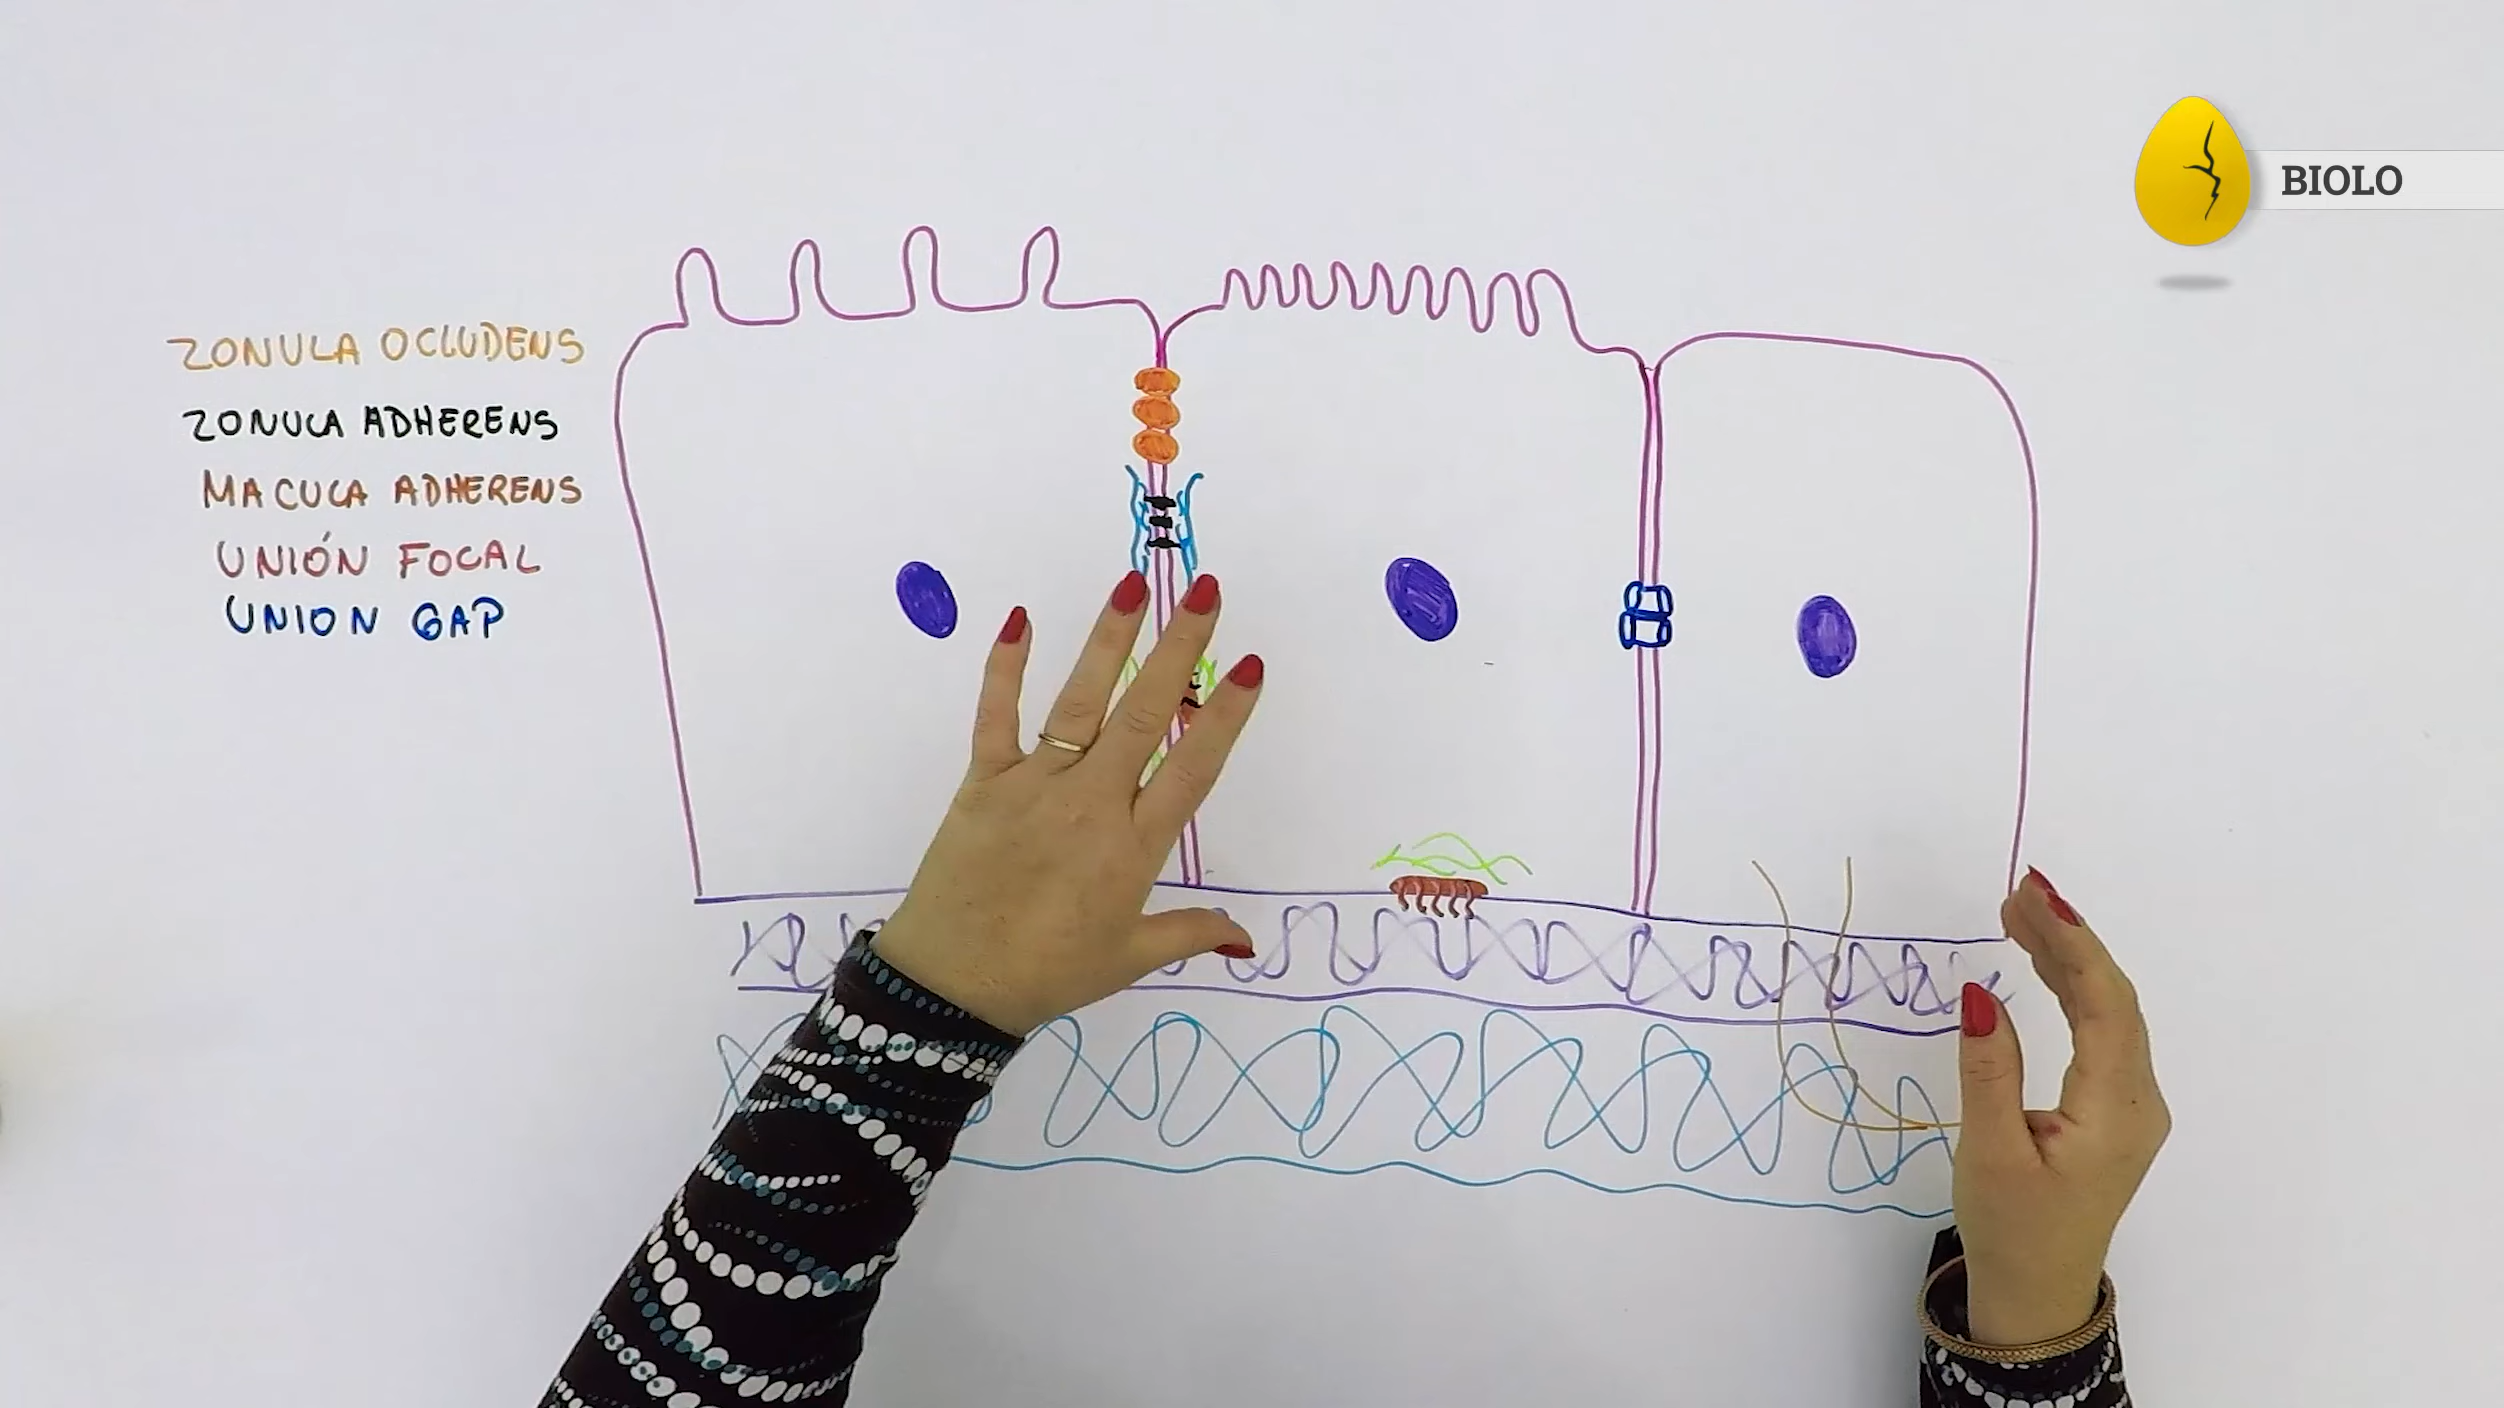 ZONULA OCLUDENS
ZONULA ADHERENS
MACULA ADHERENS
UNIÓN FOCAL
UNION GAP
BIOLO